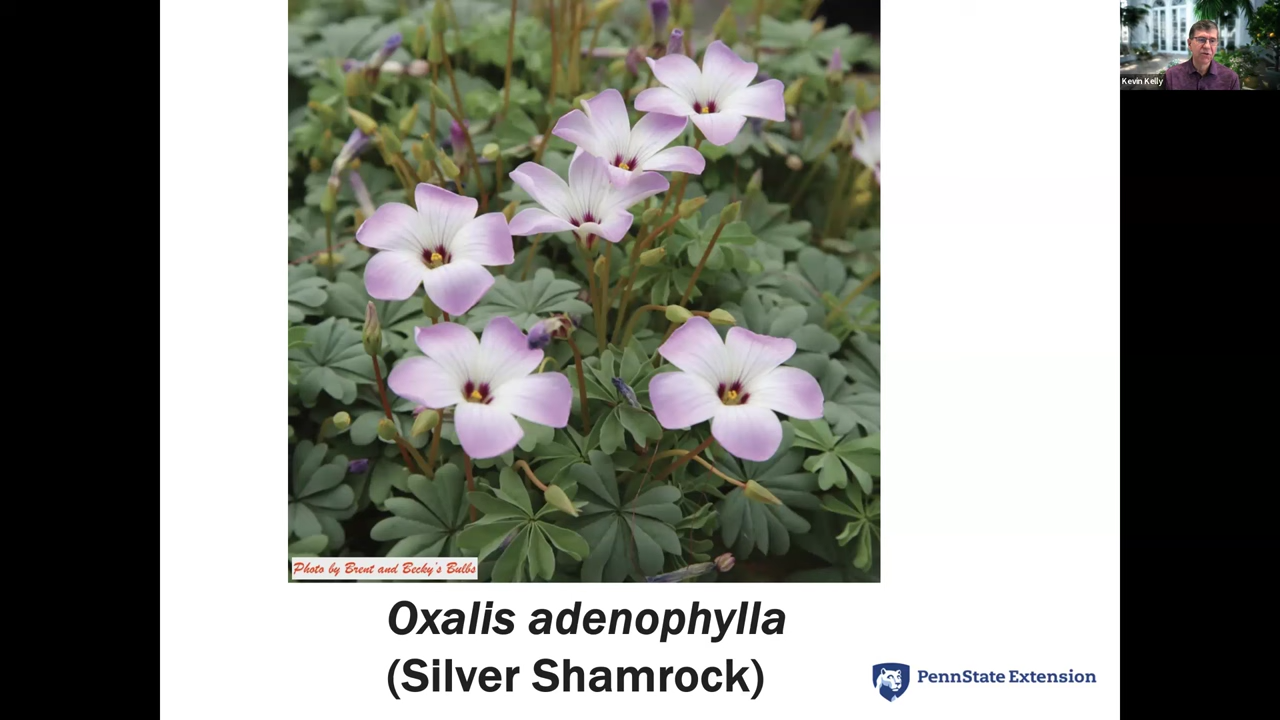 Kevin Kelly
Photo by Brent and Becky's Bulbs
Oxalis adenophylla
(Silver Shamrock)
PennState Extension